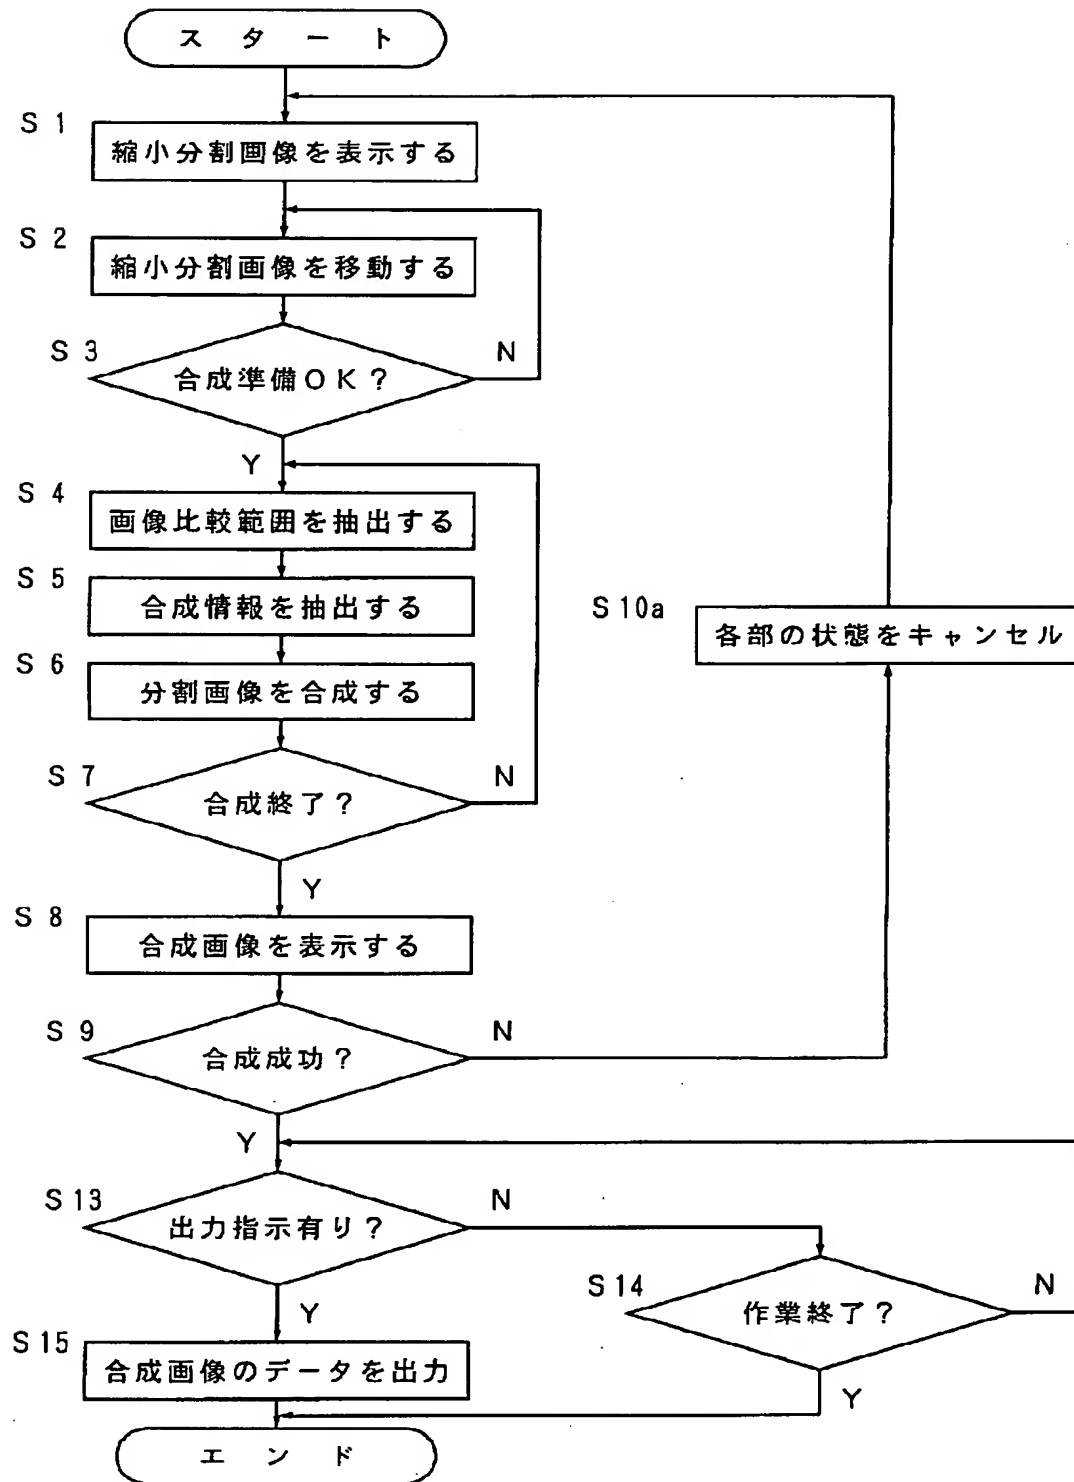 スタート
S1
縮小分割画像を表示する
S2
縮小分割画像を移動する
S3
合成準備OK?
N
Y
S4
画像比較範囲を抽出する
S5
合成情報を抽出する
S10a
各部の状態をキャンセル
S6
分割画像を合成する
S7
合成終了?
N
Y
S8
合成画像を表示する
S9
合成成功?
N
Y
S13
出力指示有り?
N
S14
作業終了?
N
Y
S15
合成画像のデータを出力
Y
エンド